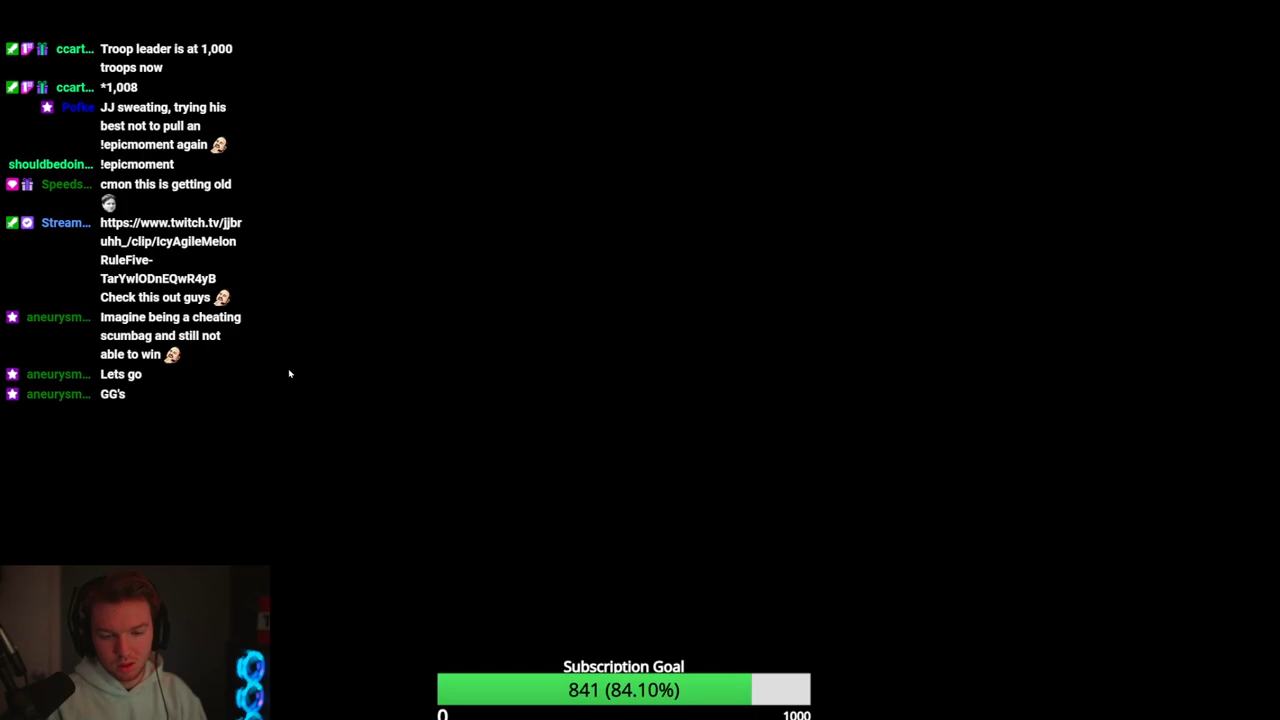 ccart... Troop leader is at 1,000
troops now
ccart... *1,008
Pofke JJ sweating, trying his
best not to pull an
!epicmoment again
shouldbedoin... !epicmoment
Speeds... cmon this is getting old
Stream... https://www.twitch.tv/jjbr
uhh_/clip/IcyAgileMelon
RuleFive-
TarYwlODnEQwR4yB
Check this out guys
aneurysm... Imagine being a cheating
scumbag and still not
able to win
aneurysm... Lets go
aneurysm... GG's
Subscription Goal
841 (84.10%)
0 1000